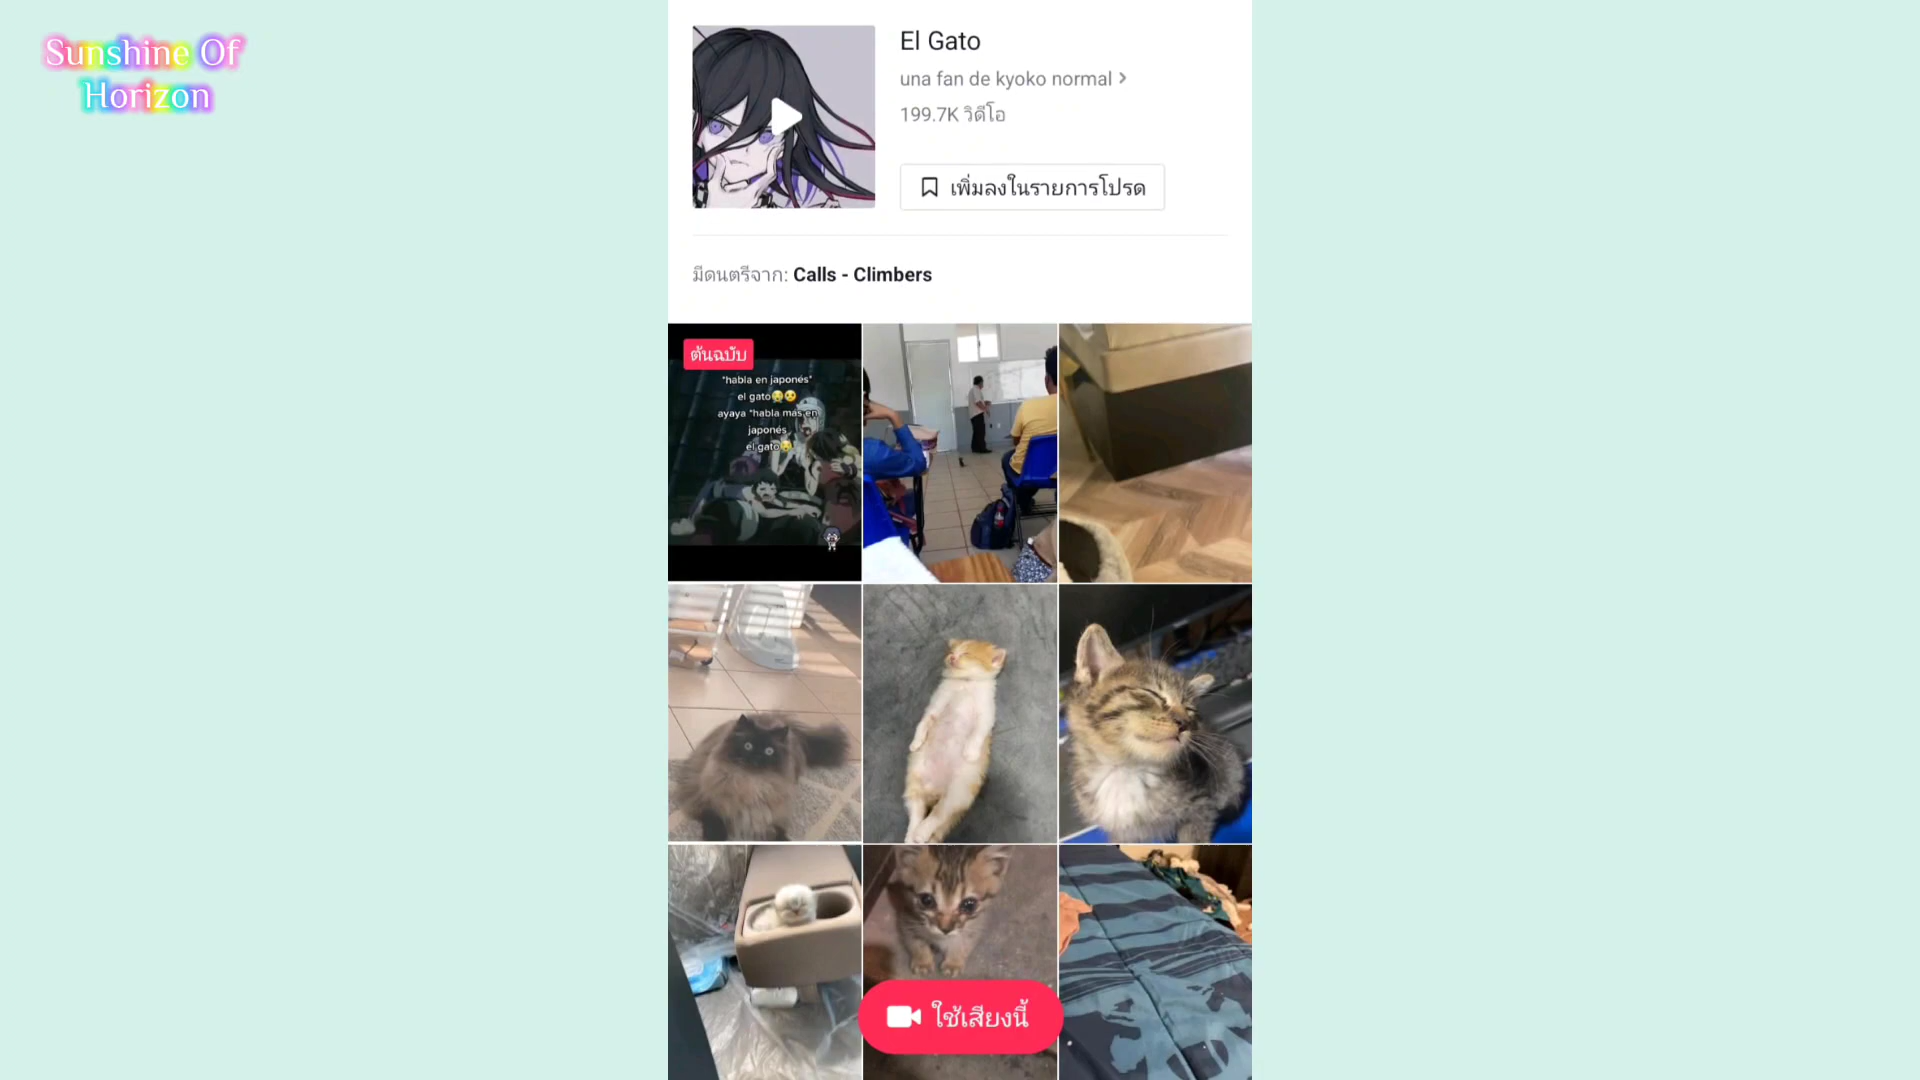 Sunshine Of
Horizon
El Gato
una fan de kyoko normal >
199.7K วิดีโอ
เพิ่มลงในรายการโปรด
มีดนตรีจาก: Calls - Climbers
ต้นฉบับ
"habla en japonés"
el gato😭😢
ayaya "habla más en
japonés
el gato😢
ใช้เสียงนี้